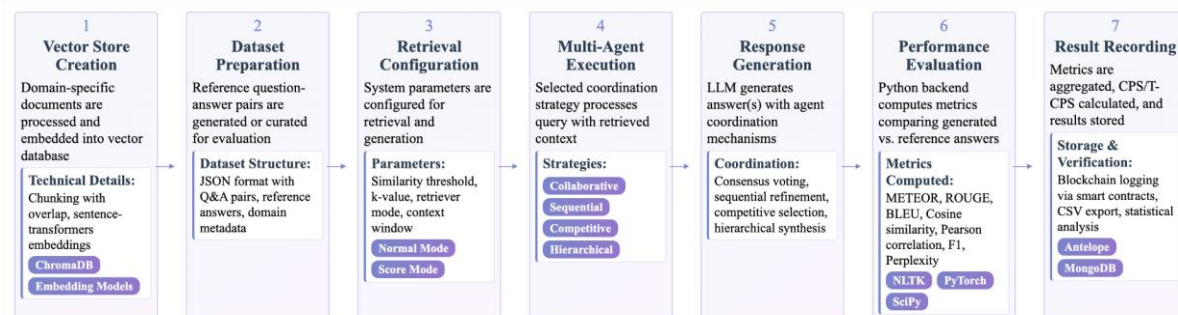 1
Vector Store
Creation
Domain-specific
documents are
processed and
embedded into vector
database
Technical Details:
Chunking with
overlap, sentence-
transformers
embeddings
ChromaDB
Embedding Models
2
Dataset
Preparation
Reference question-
answer pairs are
generated or curated
for evaluation
Dataset Structure:
JSON format with
Q&A pairs, reference
answers, domain
metadata
3
Retrieval
Configuration
System parameters are
configured for
retrieval and
generation
Parameters:
Similarity threshold,
k-value, retriever
mode, context
window
Normal Mode
Score Mode
4
Multi-Agent
Execution
Selected coordination
strategy processes
query with retrieved
context
Strategies:
Collaborative
Sequential
Competitive
Hierarchical
5
Response
Generation
LLM generates
answer(s) with agent
coordination
mechanisms
Coordination:
Consensus voting,
sequential refinement,
competitive selection,
hierarchical synthesis
6
Performance
Evaluation
Python backend
computes metrics
comparing generated
vs. reference answers
Metrics
Computed:
METEOR, ROUGE,
BLEU, Cosine
similarity, Pearson
correlation, F1,
Perplexity
NLTK PyTorch
SciPy
7
Result Recording
Metrics are
aggregated, CPS/T-
CPS calculated, and
results stored
Storage &
Verification:
Blockchain logging
via smart contracts,
CSV export, statistical
analysis
Antelope
MongoDB